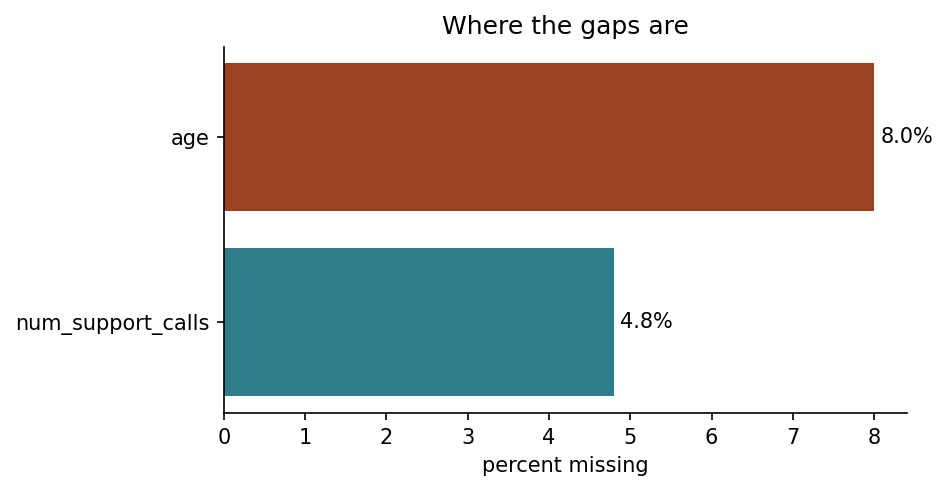 Where the gaps are
age
8.0%
num_support_calls
4.8%
0 1 2 3 4 5 6 7 8
percent missing